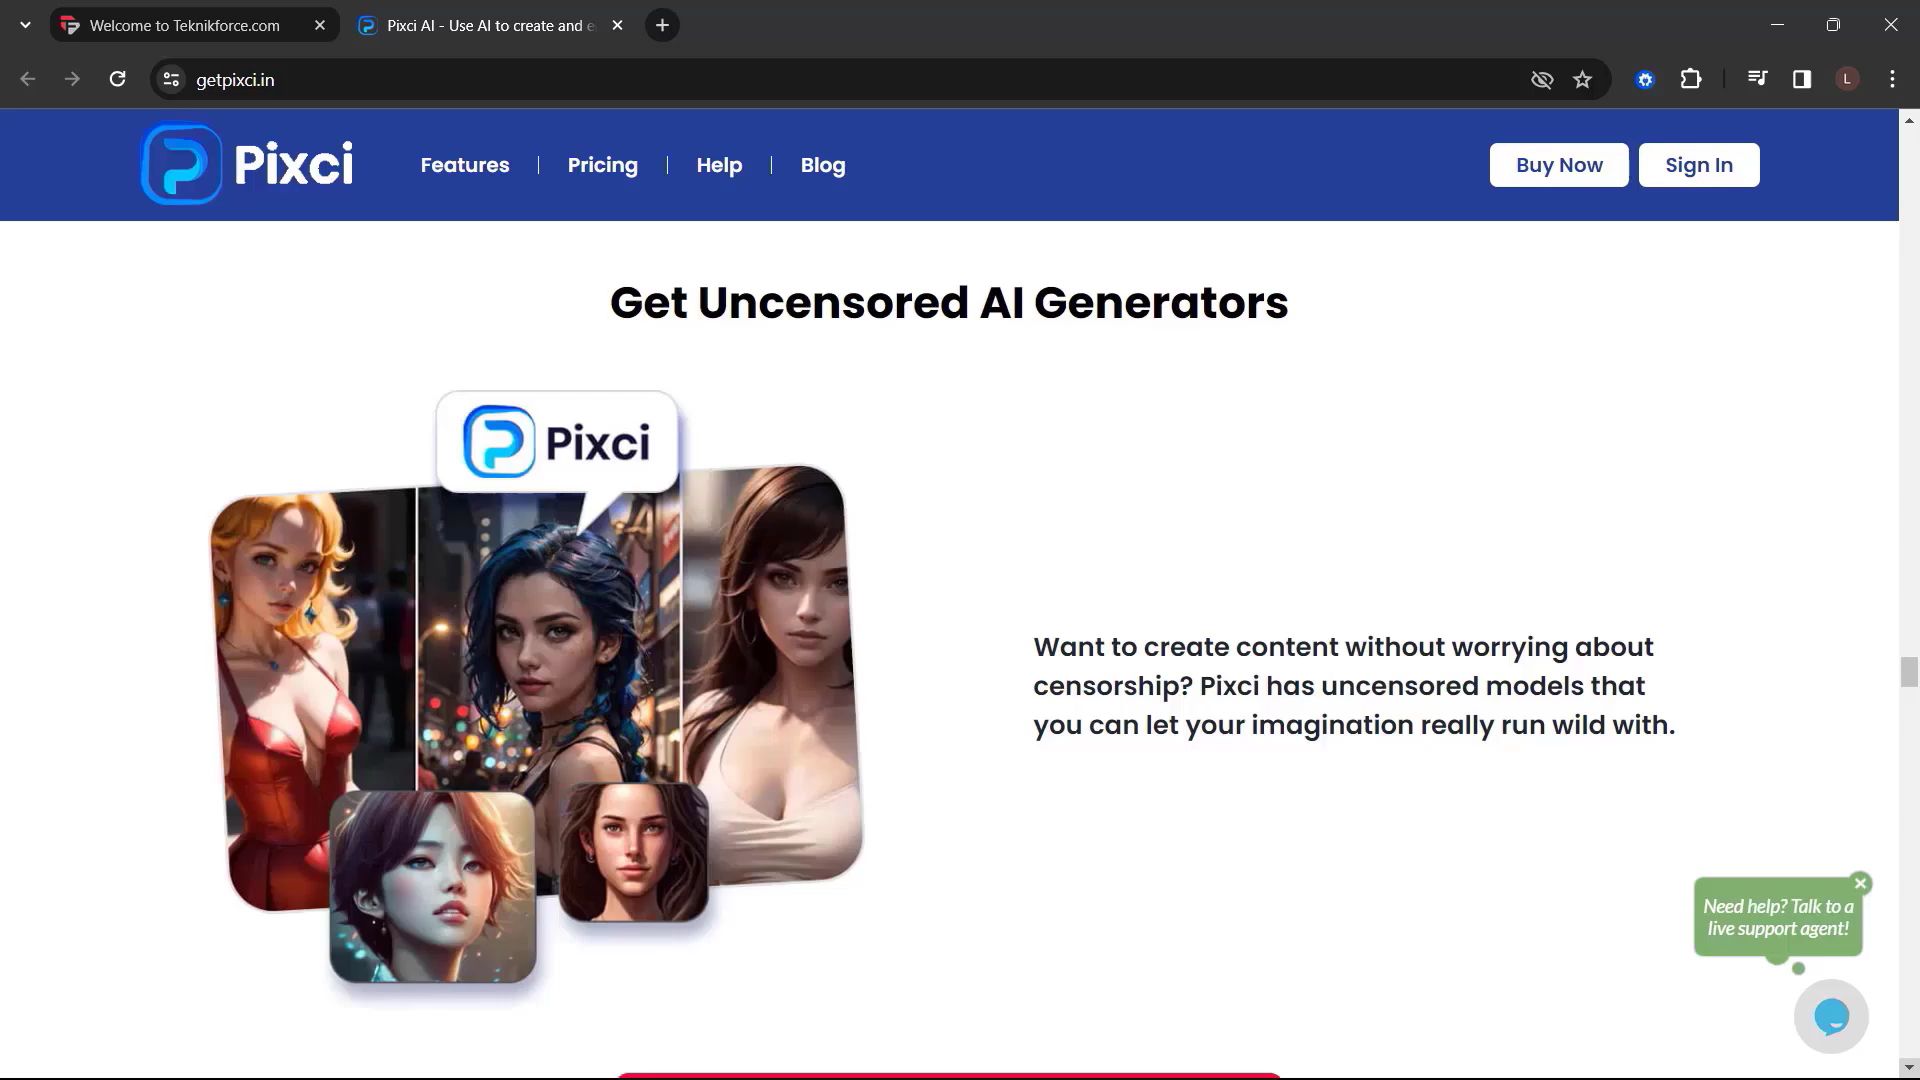 Welcome to Teknikforce.com
Pixci AI - Use AI to create and e
getpixci.in
L
Pixci
Features
Pricing
Help
Blog
Buy Now
Sign In
Get Uncensored AI Generators
Pixci
Want to create content without worrying about
censorship? Pixci has uncensored models that
you can let your imagination really run wild with.
Need help? Talk to a
live support agent!